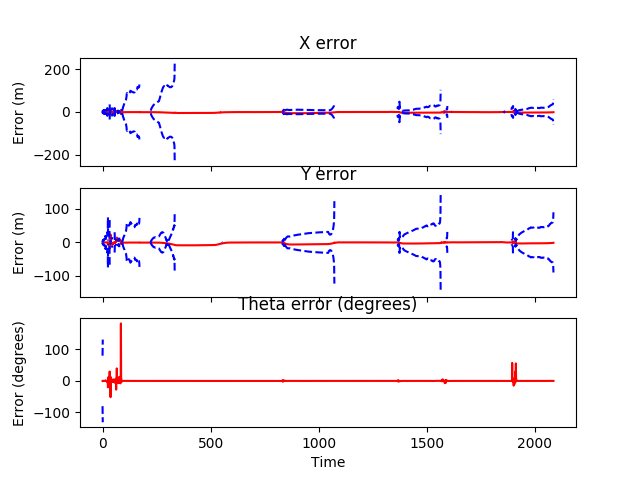 X error
200
0
−200
Error (m)
Y error
100
0
−100
Error (m)
Theta error (degrees)
100
0
−100
Error (degrees)
0 500 1000 1500 2000
Time